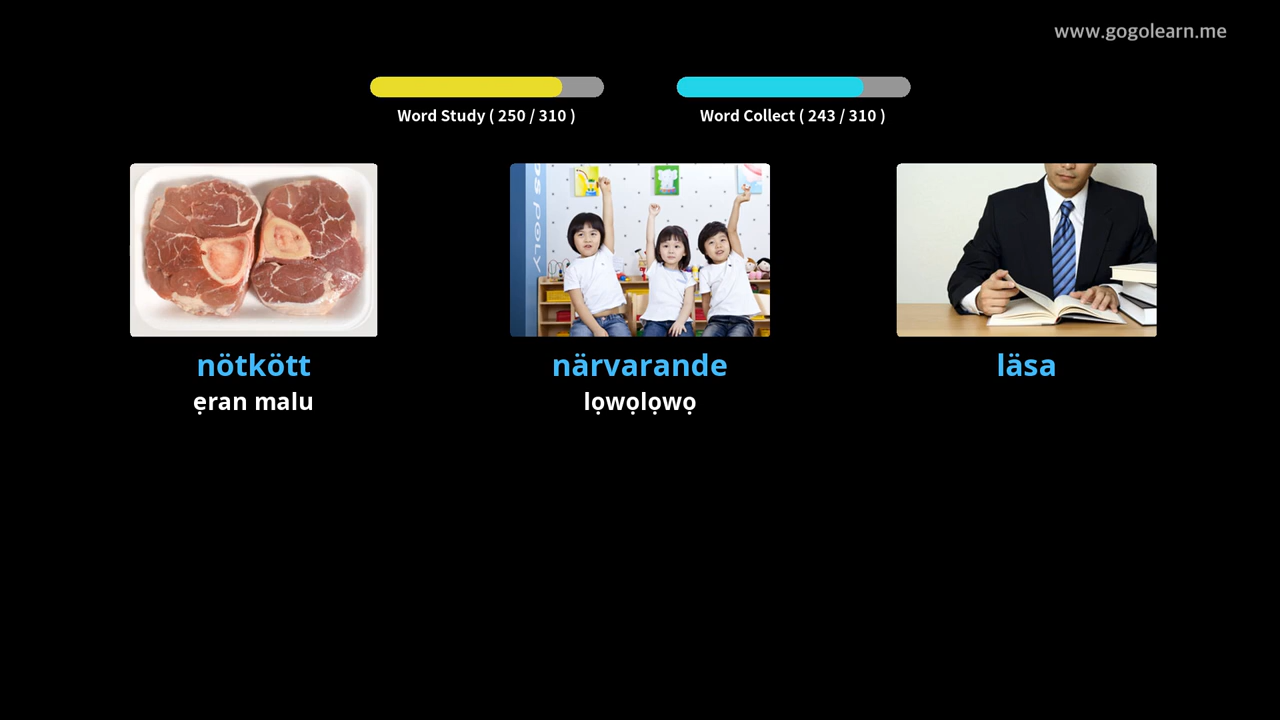 www.gogolearn.me
Word Study ( 250 / 310 )
Word Collect ( 243 / 310 )
nötkött
ẹran malu
närvarande
lọwọlọwọ
läsa